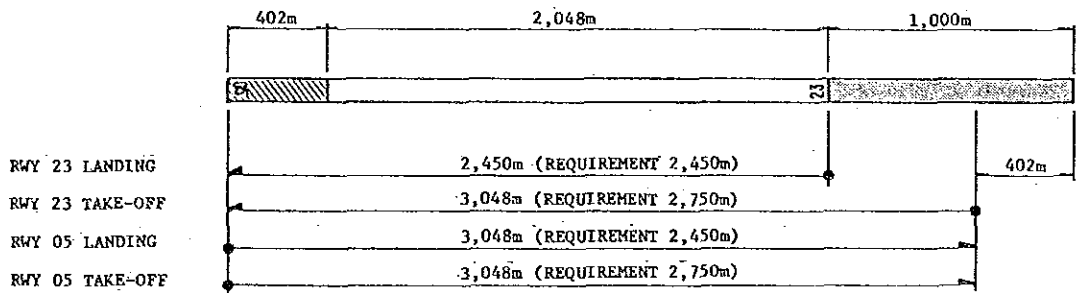 402m 2,048m 1,000m
23
RWY 23 LANDING 2,450m (REQUIREMENT 2,450m) 402m
RWY 23 TAKE-OFF 3,048m (REQUIREMENT 2,750m)
RWY 05 LANDING 3,048m (REQUIREMENT 2,450m)
RWY 05 TAKE-OFF 3,048m (REQUIREMENT 2,750m)